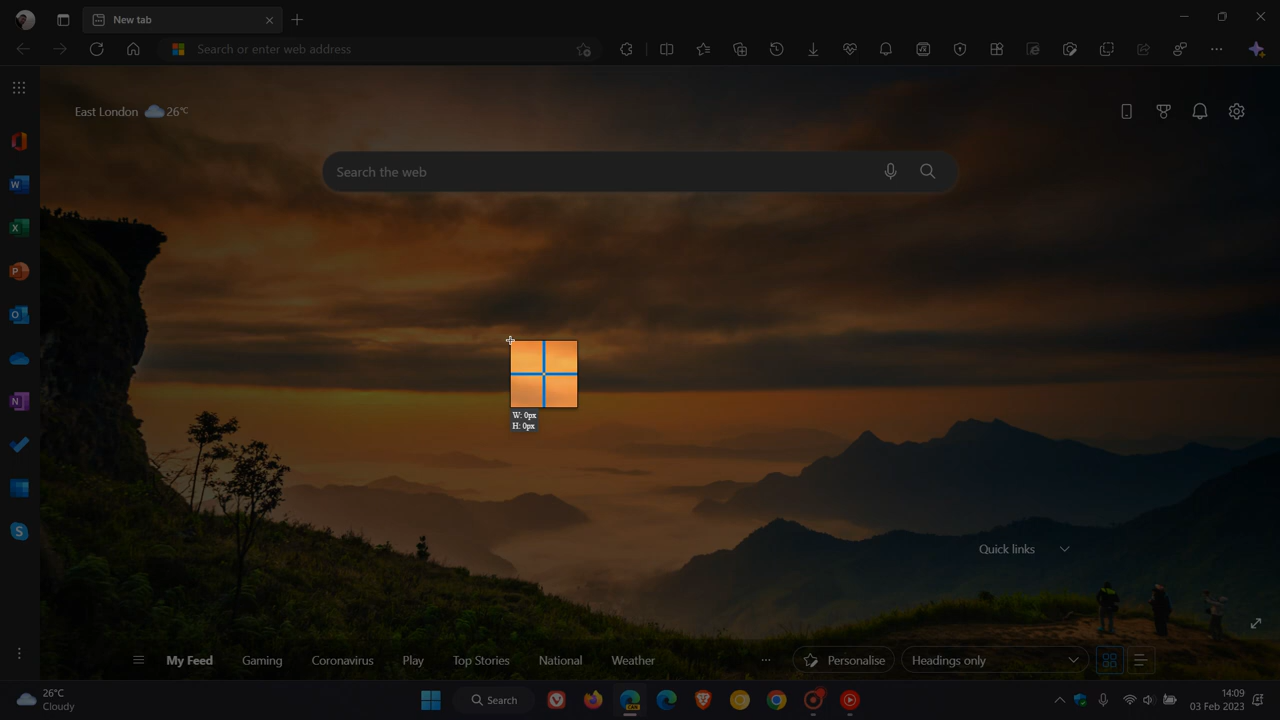 New tab
Search or enter web address
East London 26°C
Search the web
W: 0px
H: 0px
Quick links
My Feed
Gaming
Coronavirus
Play
Top Stories
National
Weather
Personalise
Headings only
26°C
Cloudy
Search
CAN
14:09
03 Feb 2023